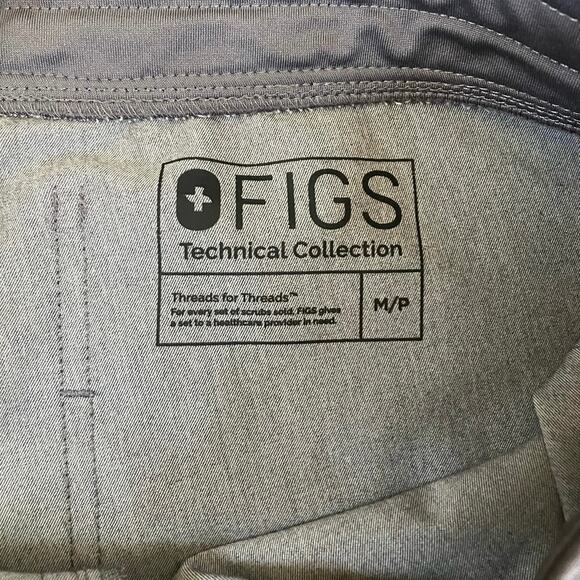 FIGS
Technical Collection
Threads for Threads™
For every set of scrubs sold, FIGS gives
a set to a healthcare provider in need.
M/P